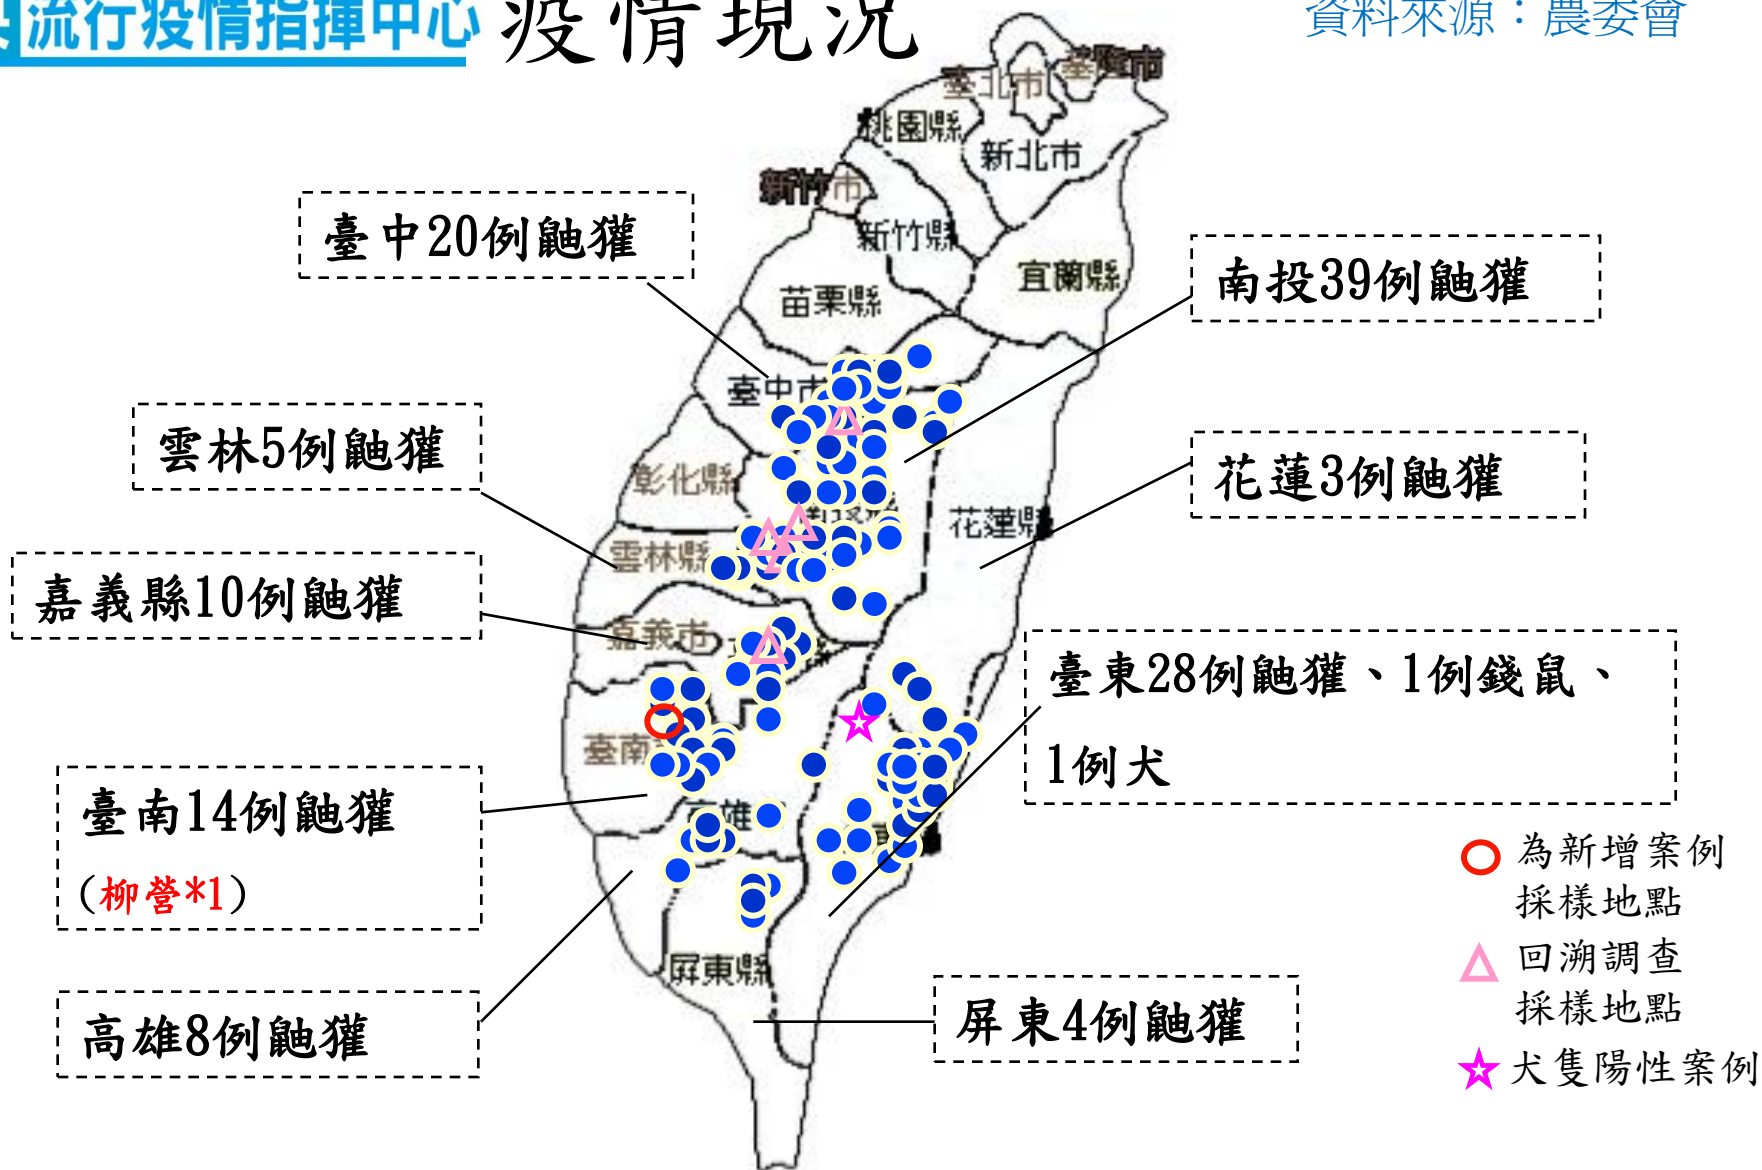 流行疫情指揮中心
疫情現況
資料來源：農委會
基隆市
臺北市
桃園縣
新北市
新竹市
新竹縣
宜蘭縣
苗栗縣
臺中20例鼬獾
南投39例鼬獾
臺中市
雲林5例鼬獾
彰化縣
花蓮3例鼬獾
花蓮縣
雲林縣
嘉義縣10例鼬獾
嘉義市
臺東28例鼬獾、1例錢鼠、
1例犬
臺南
臺南14例鼬獾
(柳營*1)
高雄
屏東縣
高雄8例鼬獾
屏東4例鼬獾
為新增案例
採樣地點
回溯調查
採樣地點
犬隻陽性案例